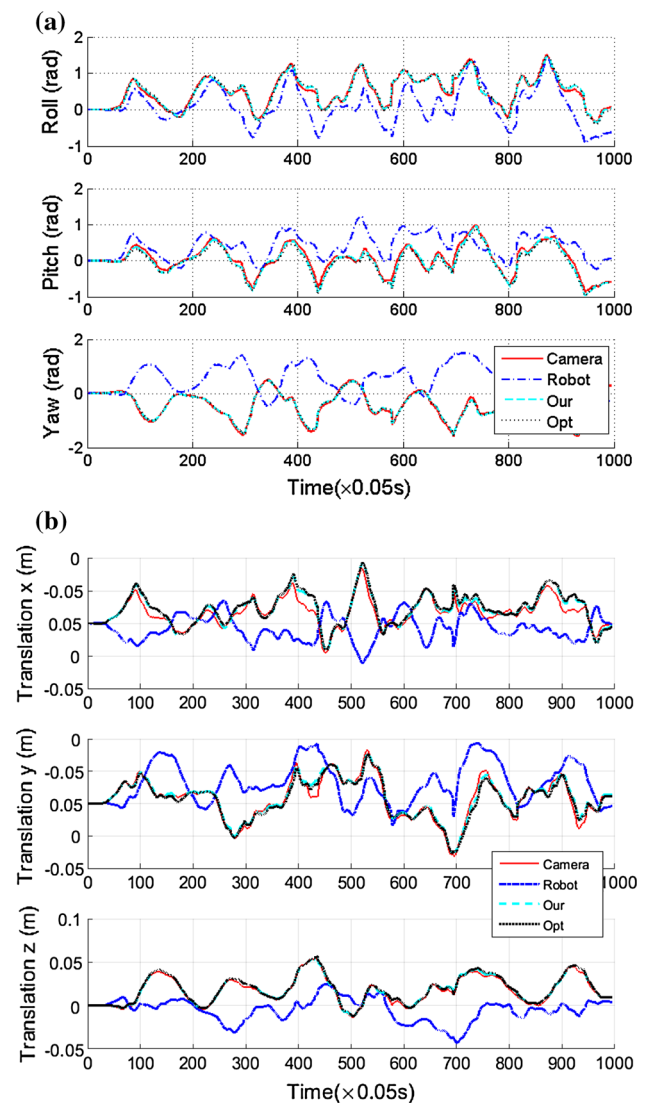 (a)
2
1
0
-1
Roll (rad)
0 200 400 600 800 1000
2
1
0
-1
Pitch (rad)
0 200 400 600 800 1000
2
0
-2
Yaw (rad)
Camera
Robot
Our
Opt
0 200 400 600 800 1000
Time(×0.05s)
(b)
0
-0.05
0.05
0
-0.05
Translation x (m)
0 100 200 300 400 500 600 700 800 900 1000
0
-0.05
0.05
0
-0.05
Translation y (m)
0 100 200 300 400 500 600 700 1000
Camera
Robot
Our
Opt
0.1
0.05
0
-0.05
Translation z (m)
0 100 200 300 400 500 600 700 800 900 1000
Time(×0.05s)